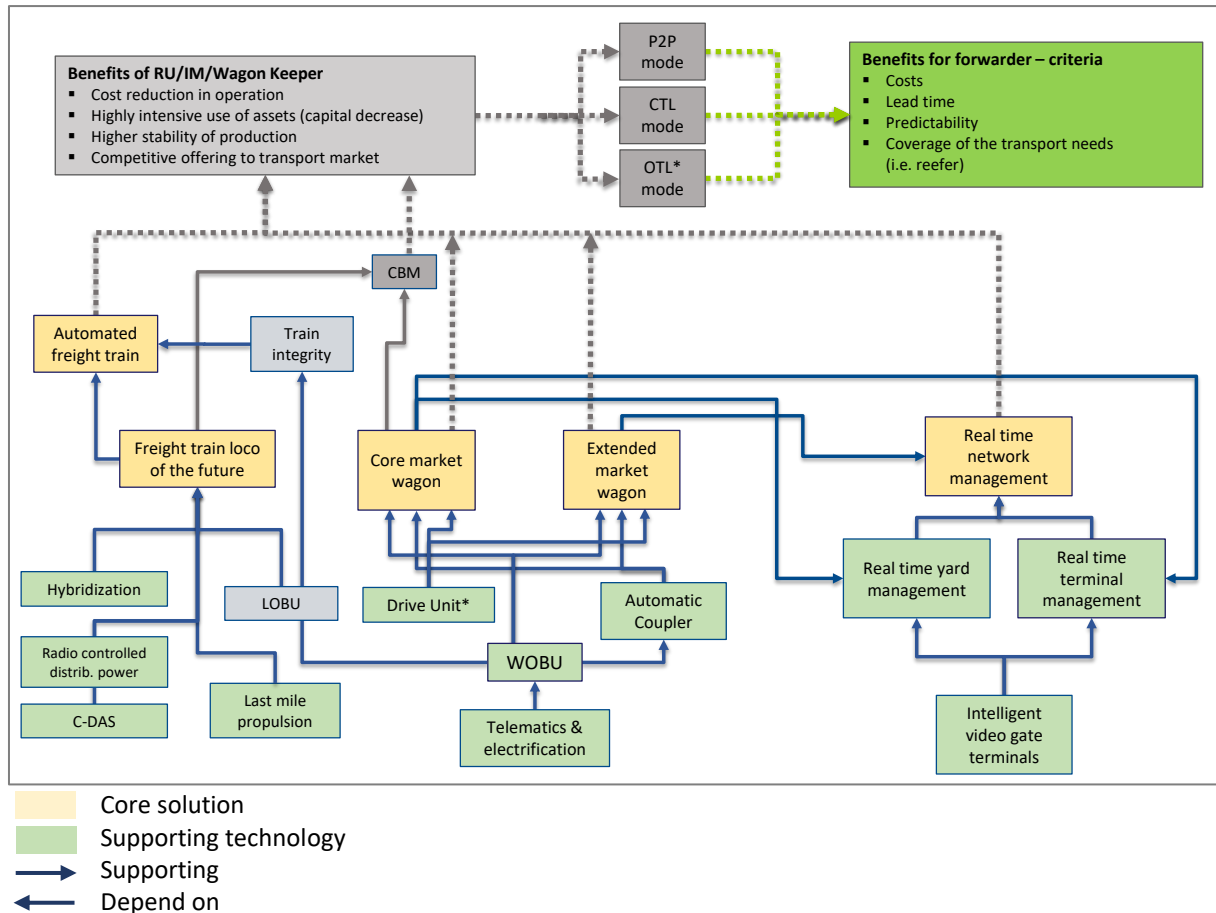 P2P
mode
Benefits of RU/IM/Wagon Keeper
▪ Cost reduction in operation
▪ Highly intensive use of assets (capital decrease)
▪ Higher stability of production
▪ Competitive offering to transport market
CTL
mode
OTL*
mode
Benefits for forwarder – criteria
▪ Costs
▪ Lead time
▪ Predictability
▪ Coverage of the transport needs
(i.e. reefer)
CBM
Automated
freight train
Train
integrity
Freight train loco
of the future
Core market
wagon
Extended
market
wagon
Real time
network
management
Real time yard
management
Real time
terminal
management
Hybridization
LOBU
Drive Unit*
Automatic
Coupler
Radio controlled
distrib. power
WOBU
C-DAS
Last mile
propulsion
Telematics &
electrification
Intelligent
video gate
terminals
Core solution
Supporting technology
Supporting
Depend on